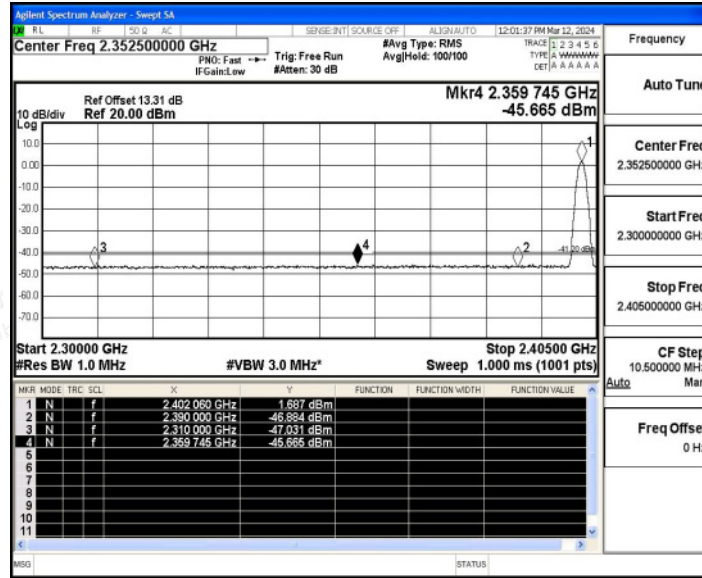 Agilent Spectrum Analyzer - Swept SA
RL RF 50 Ω AC SENSE:INT SOURCE OFF ALIGNAUTO 12:01:37 PM Mar 12, 2024
Center Freq 2.352500000 GHz
PNO: Fast
IFGain:Low
Trig: Free Run
#Atten: 30 dB
#Avg Type: RMS
Avg|Hold: 100/100
TRACE 1 2 3 4 5 6
TYPE A WWWWW
DET A A A A A A
Ref Offset 13.31 dB
10 dB/div Ref 20.00 dBm
Log
Mkr4 2.359 745 GHz
-45.665 dBm
10.0
0.00
-10.0
-20.0
-30.0
-40.0
-50.0
-60.0
-70.0
1
3
4
2
-41.20 dBm
Start 2.30000 GHz Stop 2.40500 GHz
#Res BW 1.0 MHz #VBW 3.0 MHz* Sweep 1.000 ms (1001 pts)
MKR MODE TRC SCL X Y FUNCTION FUNCTION WIDTH FUNCTION VALUE
1 N f 2.402 060 GHz 1.687 dBm
2 N f 2.390 000 GHz -46.884 dBm
3 N f 2.310 000 GHz -47.031 dBm
4 N f 2.359 745 GHz -45.665 dBm
5
6
7
8
9
10
11
MSG STATUS
Frequency
Auto Tune
Center Freq
2.352500000 GHz
Start Freq
2.300000000 GHz
Stop Freq
2.405000000 GHz
CF Step
10.500000 MHz
Auto Man
Freq Offset
0 Hz